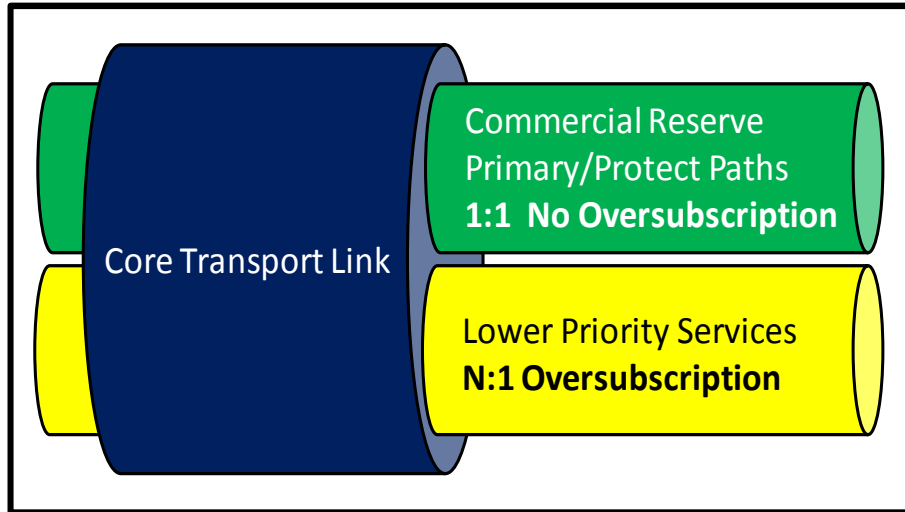 Core Transport Link
Commercial Reserve
Primary/Protect Paths
1:1 No Oversubscription
Lower Priority Services
N:1 Oversubscription